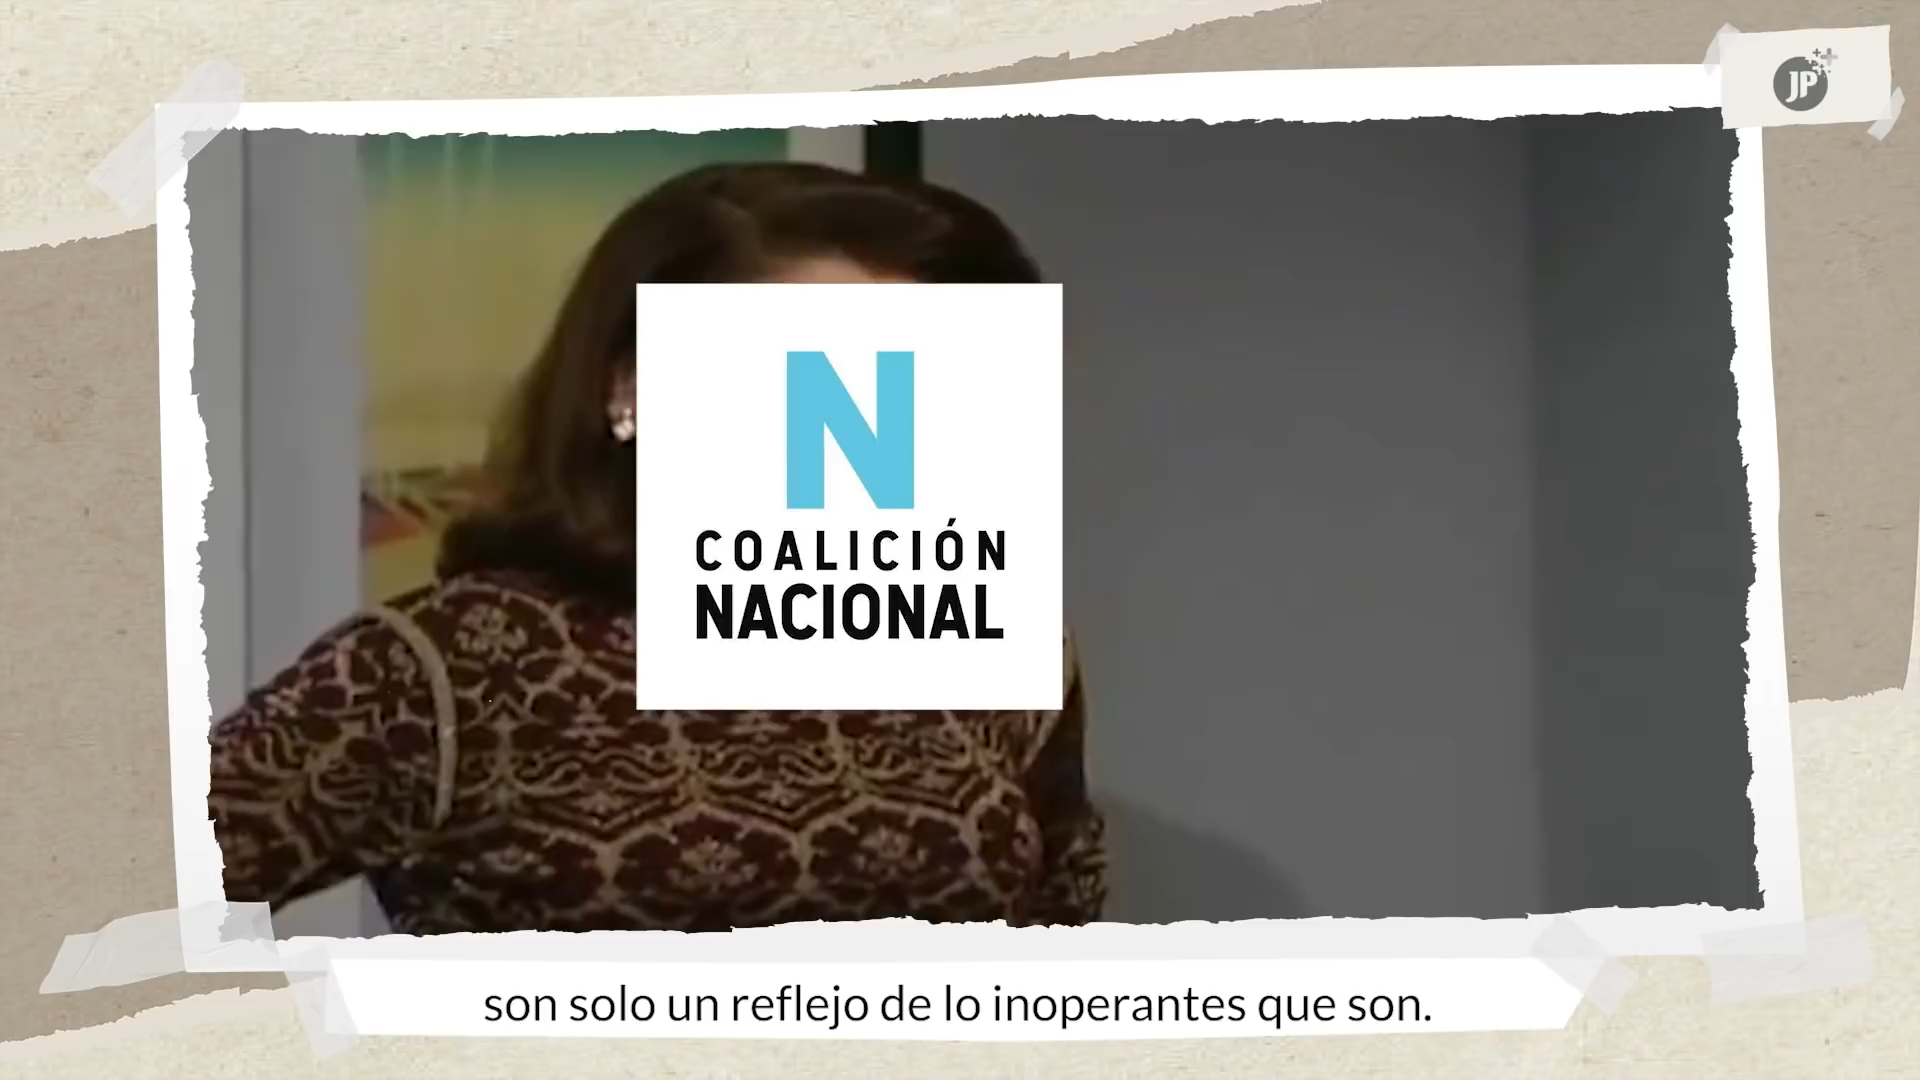 JP
N
COALICIÓN
NACIONAL
son solo un reflejo de lo inoperantes que son.